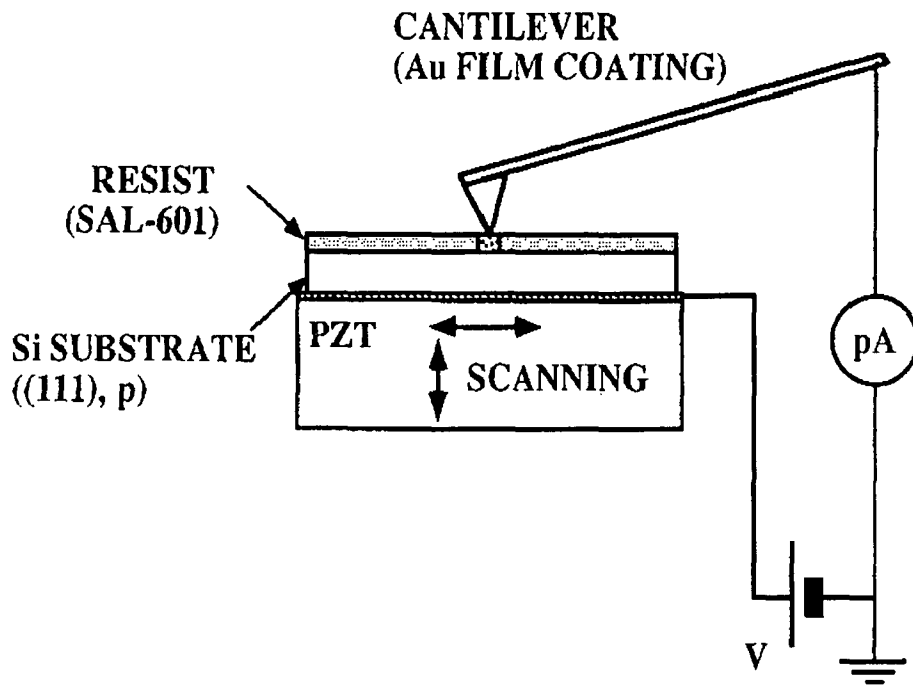 CANTILEVER
(Au FILM COATING)
RESIST
(SAL-601)
Si SUBSTRATE
((111), p)
PZT
SCANNING
pA
V